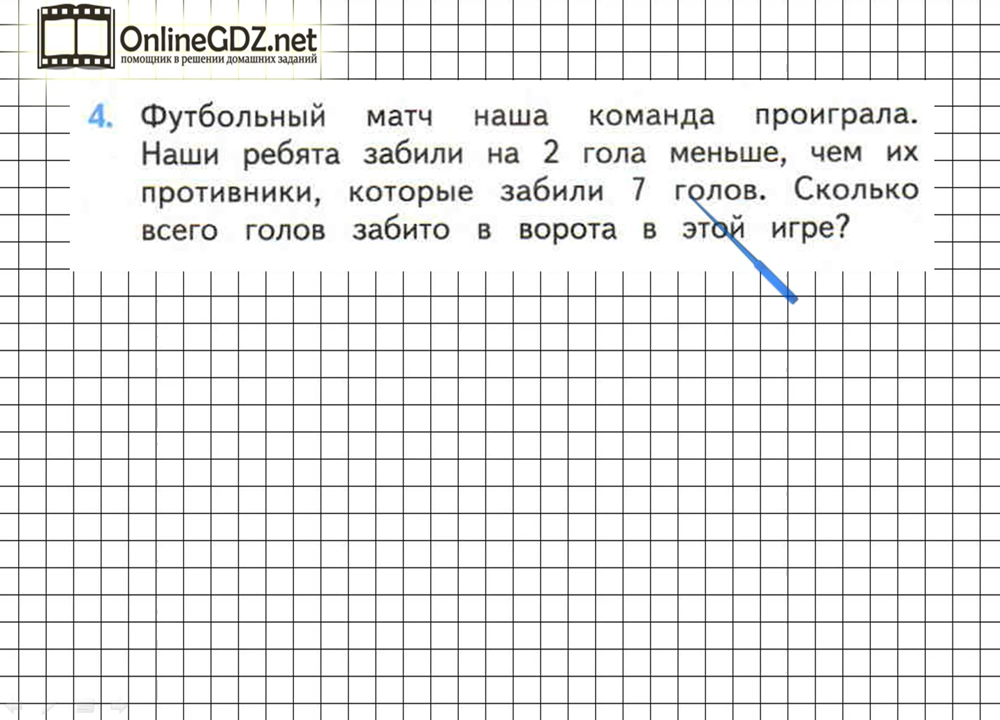 OnlineGDZ.net
помощник в решении домашних заданий
4. Футбольный матч наша команда проиграла.
Наши ребята забили на 2 гола меньше, чем их
противники, которые забили 7 голов. Сколько
всего голов забито в ворота в этой игре?